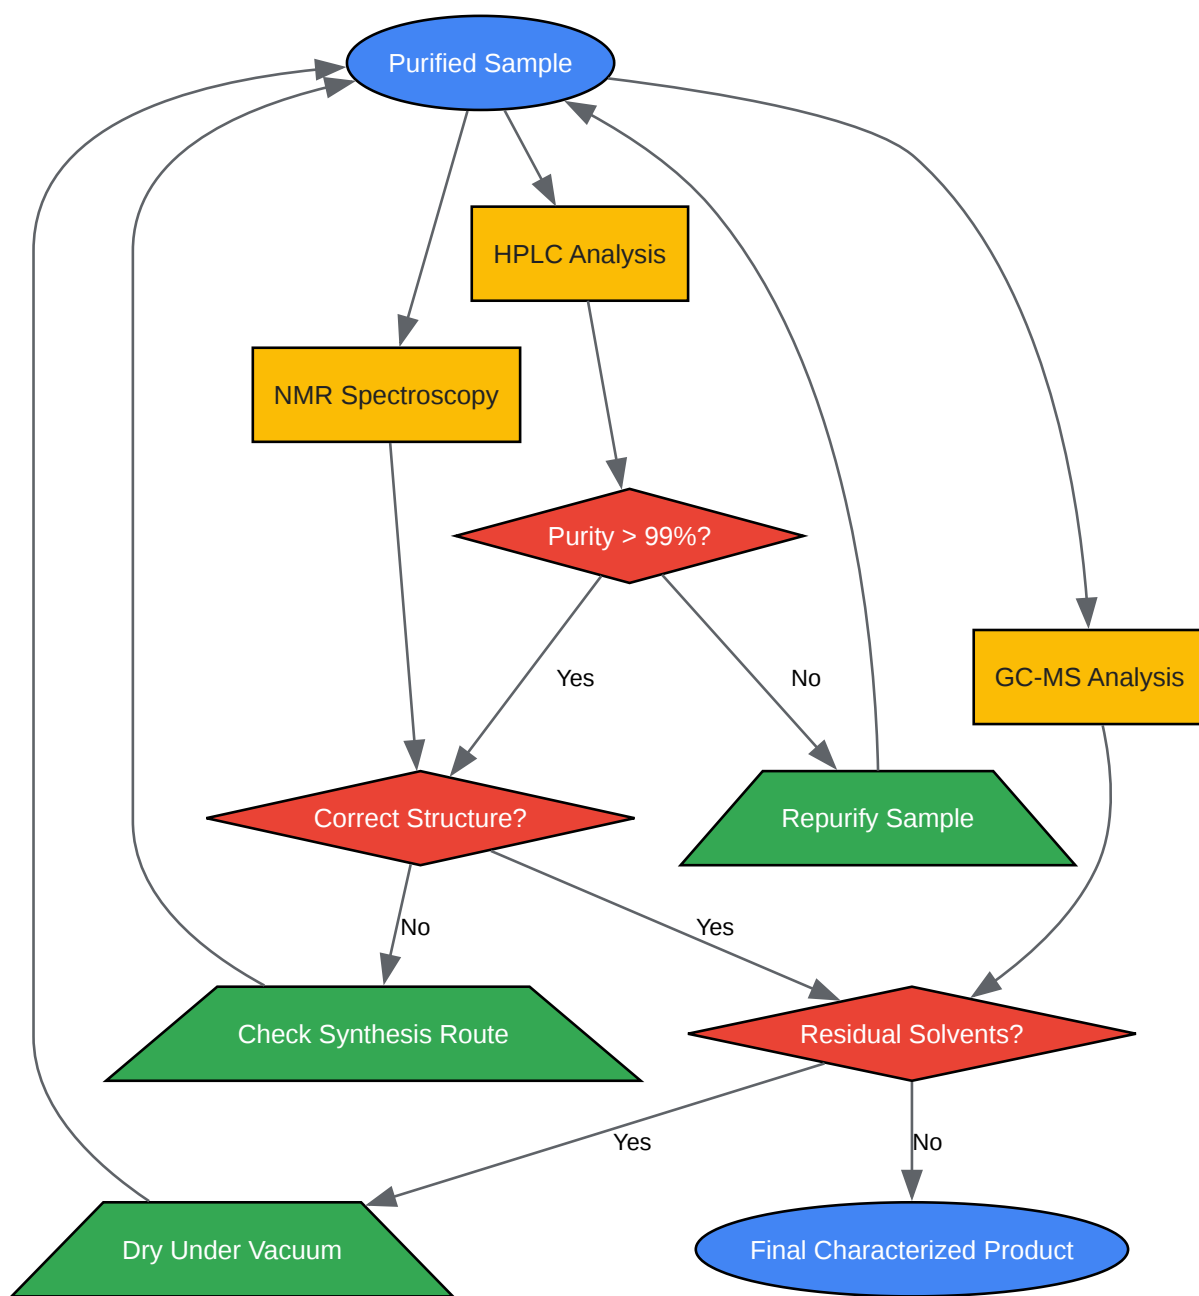 Purified Sample
HPLC Analysis
NMR Spectroscopy
Purity > 99%?
Yes
No
GC-MS Analysis
Correct Structure?
Repurify Sample
No
Yes
Check Synthesis Route
Residual Solvents?
Yes
No
Dry Under Vacuum
Final Characterized Product